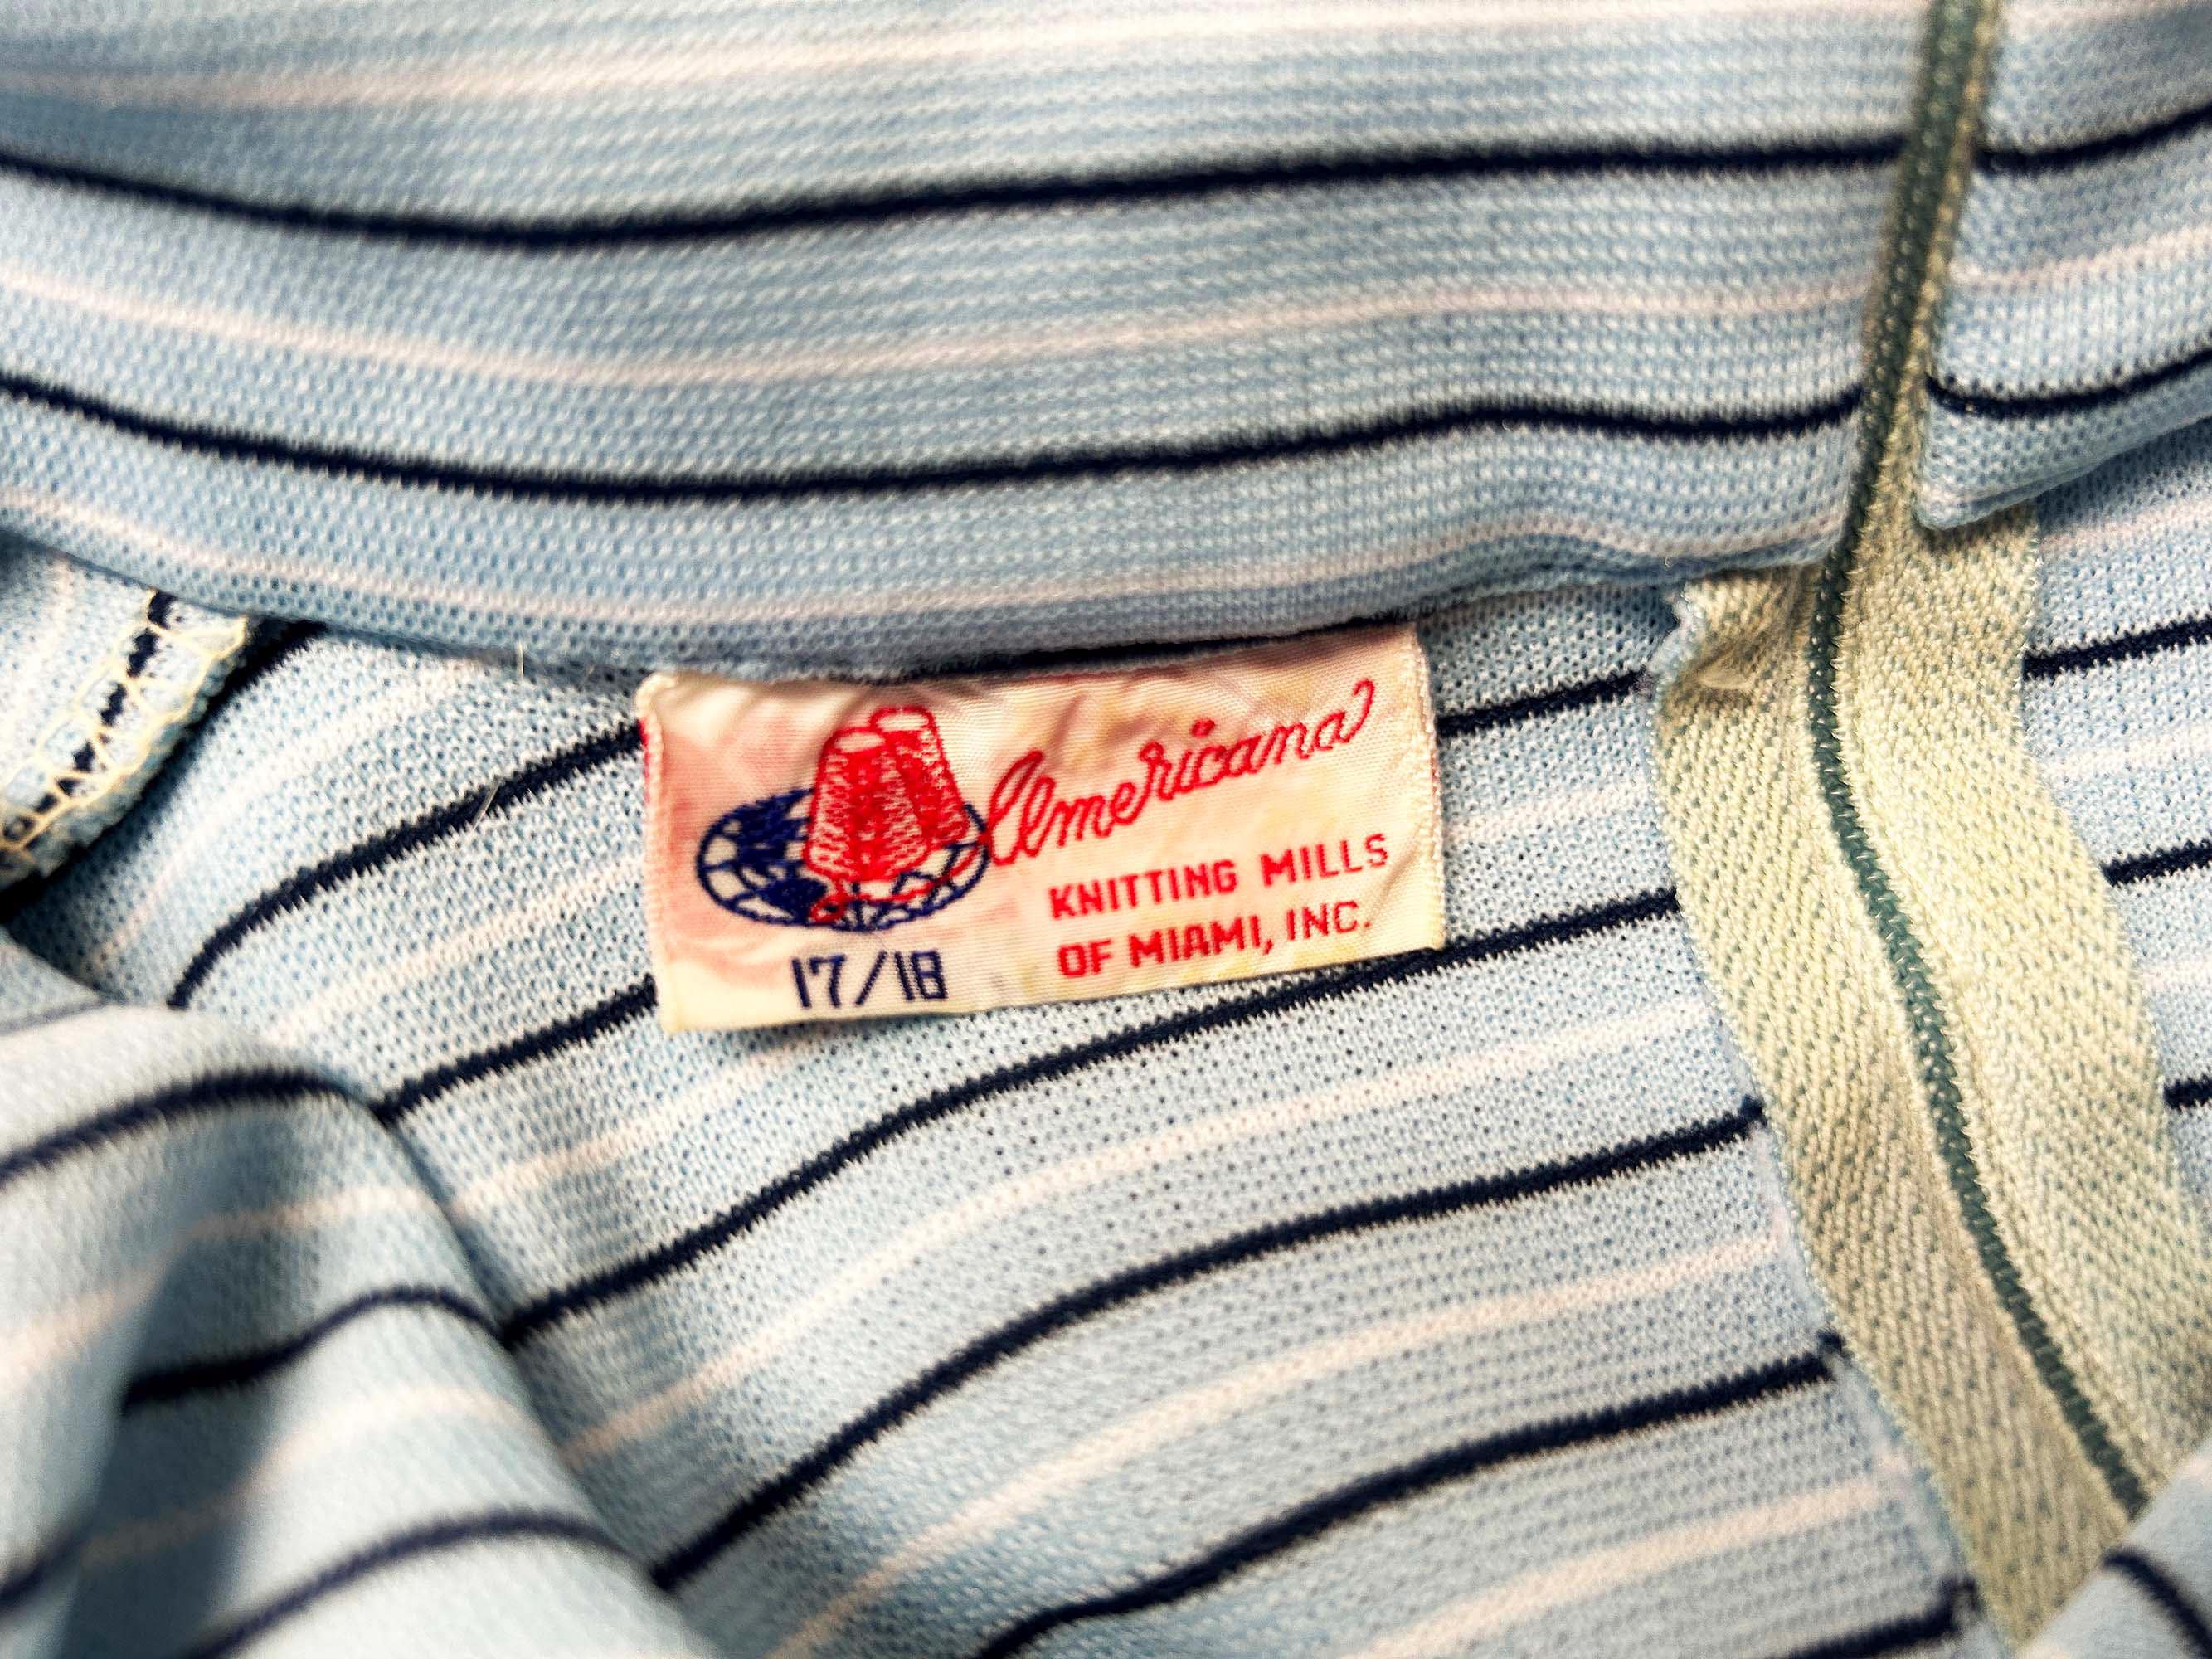 Americana
KNITTING MILLS
OF MIAMI, INC.
17/18